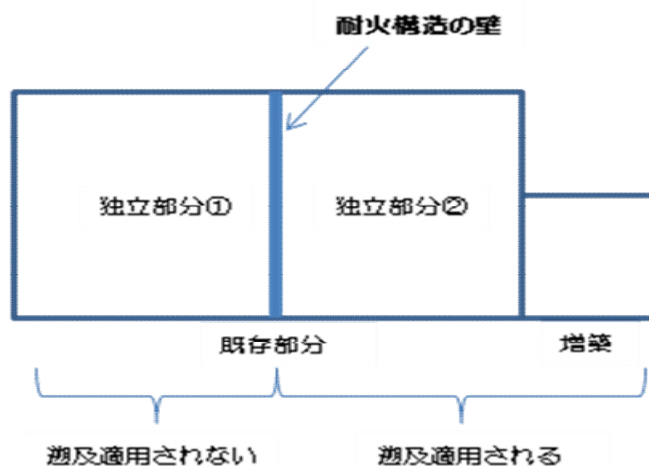 耐火構造の壁
独立部分①
独立部分②
既存部分
増築
遡及適用されない
遡及適用される